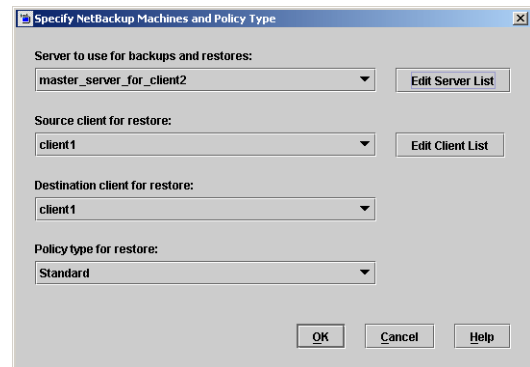 Specify NetBackup Machines and Policy Type
Server to use for backups and restores:
master_server_for_client2
Edit Server List
Source client for restore:
client1
Edit Client List
Destination client for restore:
client1
Policy type for restore:
Standard
OK
Cancel
Help